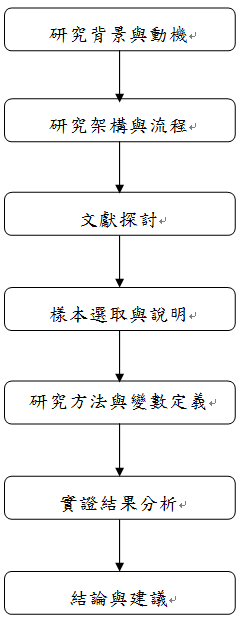 研究背景與動機
研究架構與流程
文獻探討
樣本選取與說明
研究方法與變數定義
實證結果分析
結論與建議